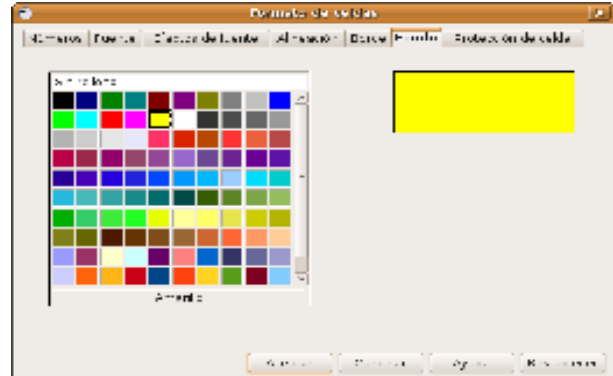 Formato de celdas
Números Fuente Efectos de fuente Alineación Borde Fondo Protección de celda
Sin relleno
Amarillo
Aceptar Cancelar Ayuda Restablecer